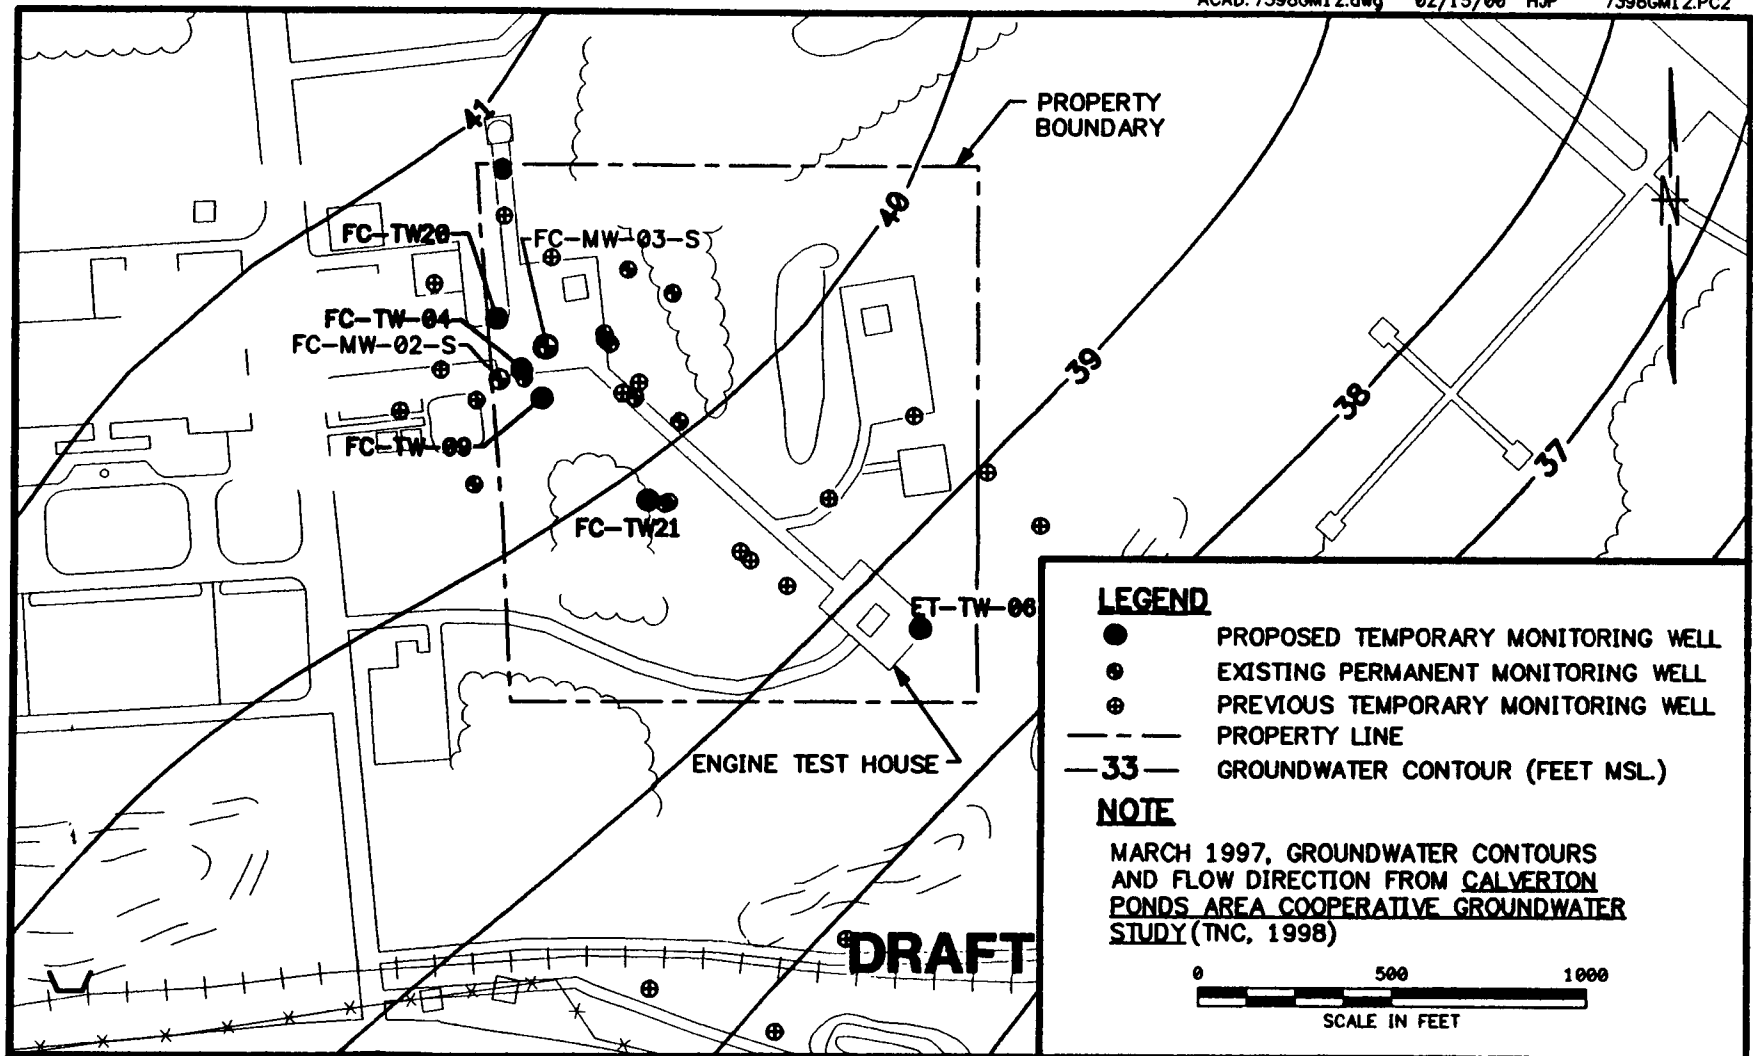 ACAD: 7398GM12.dwg 02/15/00 HJP 7398GM12.PC2
PROPERTY
BOUNDARY
41
40
39
38
37
N
FC-TW20
FC-MW-03-S
FC-TW-04
FC-MW-02-S
FC-TW-09
FC-TW21
ET-TW-06
ENGINE TEST HOUSE
DRAFT
LEGEND
PROPOSED TEMPORARY MONITORING WELL
EXISTING PERMANENT MONITORING WELL
PREVIOUS TEMPORARY MONITORING WELL
PROPERTY LINE
33 GROUNDWATER CONTOUR (FEET MSL)
NOTE
MARCH 1997, GROUNDWATER CONTOURS
AND FLOW DIRECTION FROM CALVERTON
PONDS AREA COOPERATIVE GROUNDWATER
STUDY (TNC, 1998)
0 500 1000
SCALE IN FEET